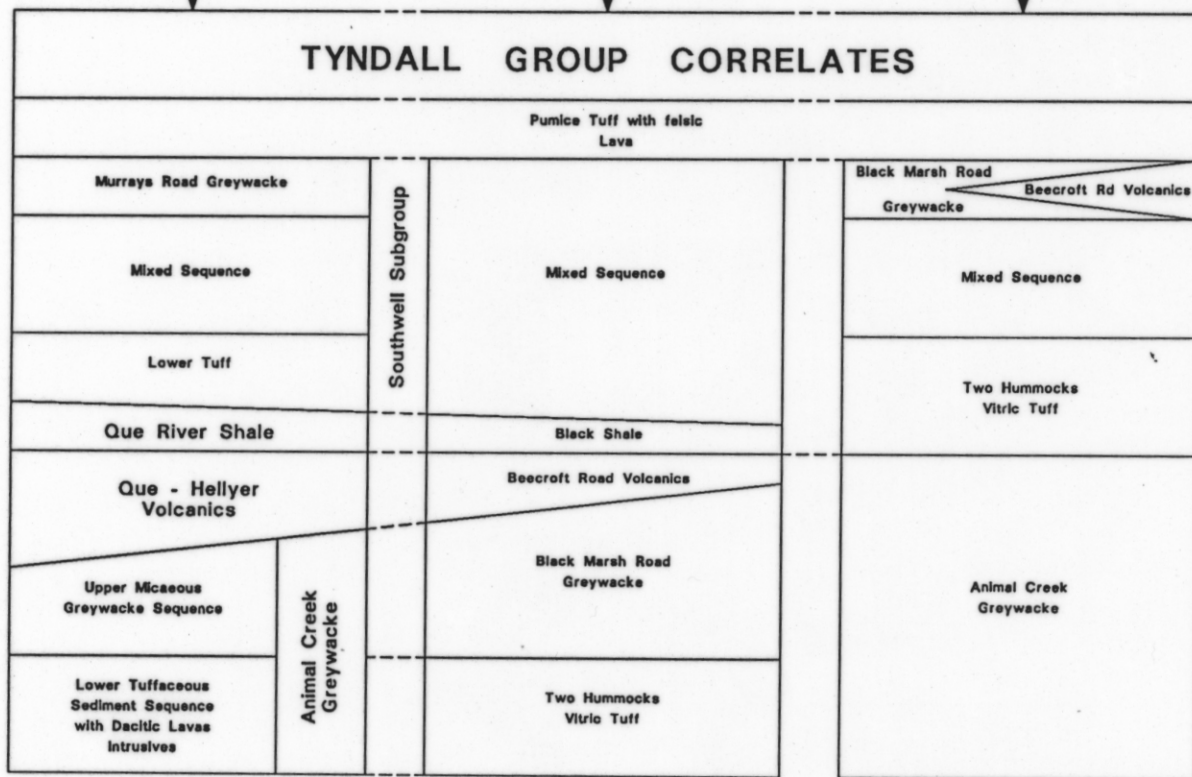 TYNDALL GROUP CORRELATES
Pumice Tuff with felsic
Lava
Murrays Road Greywacke
Mixed Sequence
Lower Tuff
Que River Shale
Que - Hellyer
Volcanics
Upper Micaeous
Greywacke Sequence
Lower Tuffaceous
Sediment Sequence
with Dacitic Lavas
Intrusives
Animal Creek
Greywacke
Southwell Subgroup
Mixed Sequence
Black Shale
Beecroft Road Volcanics
Black Marsh Road
Greywacke
Two Hummocks
Vitric Tuff
Black Marsh Road
Greywacke
Beecroft Rd Volcanics
Mixed Sequence
Two Hummocks
Vitric Tuff
Animal Creek
Greywacke